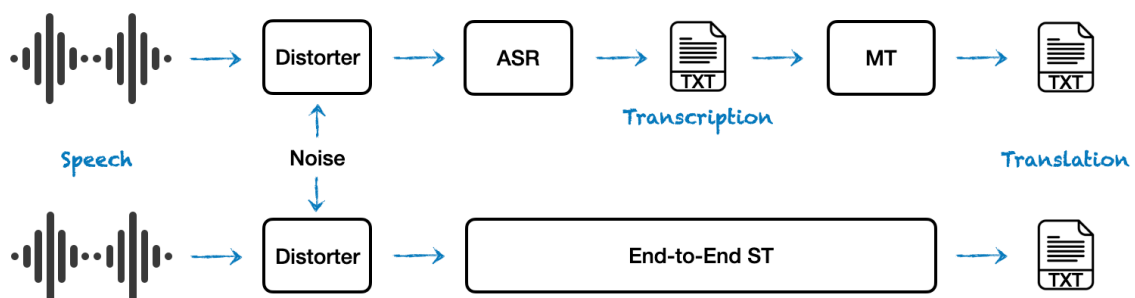 Distorter
ASR
TXT
MT
TXT
Transcription
Speech
Noise
Translation
Distorter
End-to-End ST
TXT